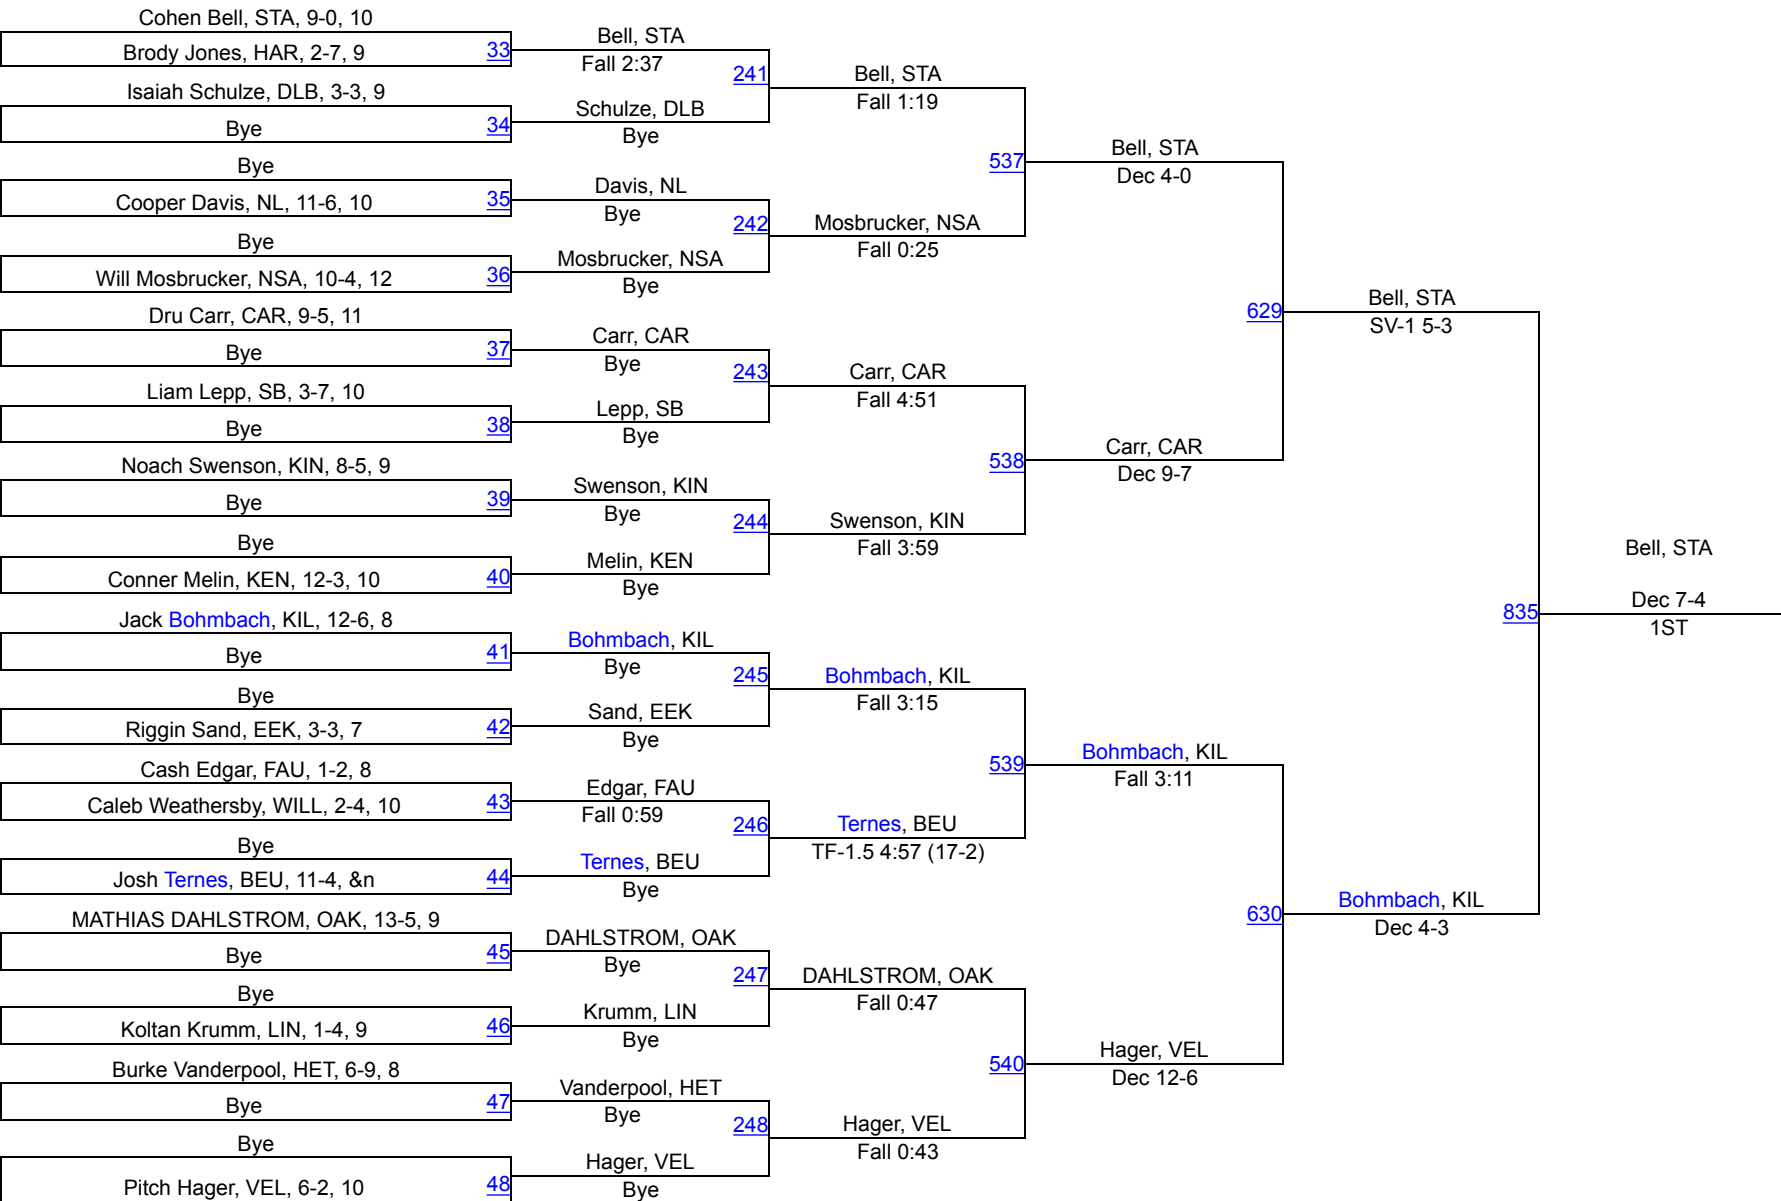 Cohen Bell, STA, 9-0, 10
Brody Jones, HAR, 2-7, 9
33
Isaiah Schulze, DLB, 3-3, 9
Bye
34
Bye
Cooper Davis, NL, 11-6, 10
35
Bye
Will Mosbrucker, NSA, 10-4, 12
36
Dru Carr, CAR, 9-5, 11
Bye
37
Liam Lepp, SB, 3-7, 10
Bye
38
Noach Swenson, KIN, 8-5, 9
Bye
39
Bye
Conner Melin, KEN, 12-3, 10
40
Jack Bohmbach, KIL, 12-6, 8
Bye
41
Bye
Riggin Sand, EEK, 3-3, 7
42
Cash Edgar, FAU, 1-2, 8
Caleb Weathersby, WILL, 2-4, 10
43
Bye
Josh Ternes, BEU, 11-4, &n
44
MATHIAS DAHLSTROM, OAK, 13-5, 9
Bye
45
Bye
Koltan Krumm, LIN, 1-4, 9
46
Burke Vanderpool, HET, 6-9, 8
Bye
47
Bye
Pitch Hager, VEL, 6-2, 10
48
Bell, STA
Fall 2:37
241
Schulze, DLB
Bye
Davis, NL
Bye
242
Mosbrucker, NSA
Bye
Carr, CAR
Bye
243
Lepp, SB
Bye
Swenson, KIN
Bye
244
Melin, KEN
Bye
Bohmbach, KIL
Bye
245
Sand, EEK
Bye
Edgar, FAU
Fall 0:59
246
Ternes, BEU
Bye
DAHLSTROM, OAK
Bye
247
Krumm, LIN
Bye
Vanderpool, HET
Bye
248
Hager, VEL
Bye
Bell, STA
Fall 1:19
537
Mosbrucker, NSA
Fall 0:25
Carr, CAR
Fall 4:51
538
Swenson, KIN
Fall 3:59
Bohmbach, KIL
Fall 3:15
539
Ternes, BEU
TF-1.5 4:57 (17-2)
DAHLSTROM, OAK
Fall 0:47
540
Hager, VEL
Fall 0:43
Bell, STA
Dec 4-0
629
Carr, CAR
Dec 9-7
Bohmbach, KIL
Fall 3:11
630
Hager, VEL
Dec 12-6
Bell, STA
SV-1 5-3
835
Bohmbach, KIL
Dec 4-3
Bell, STA
Dec 7-4
1ST